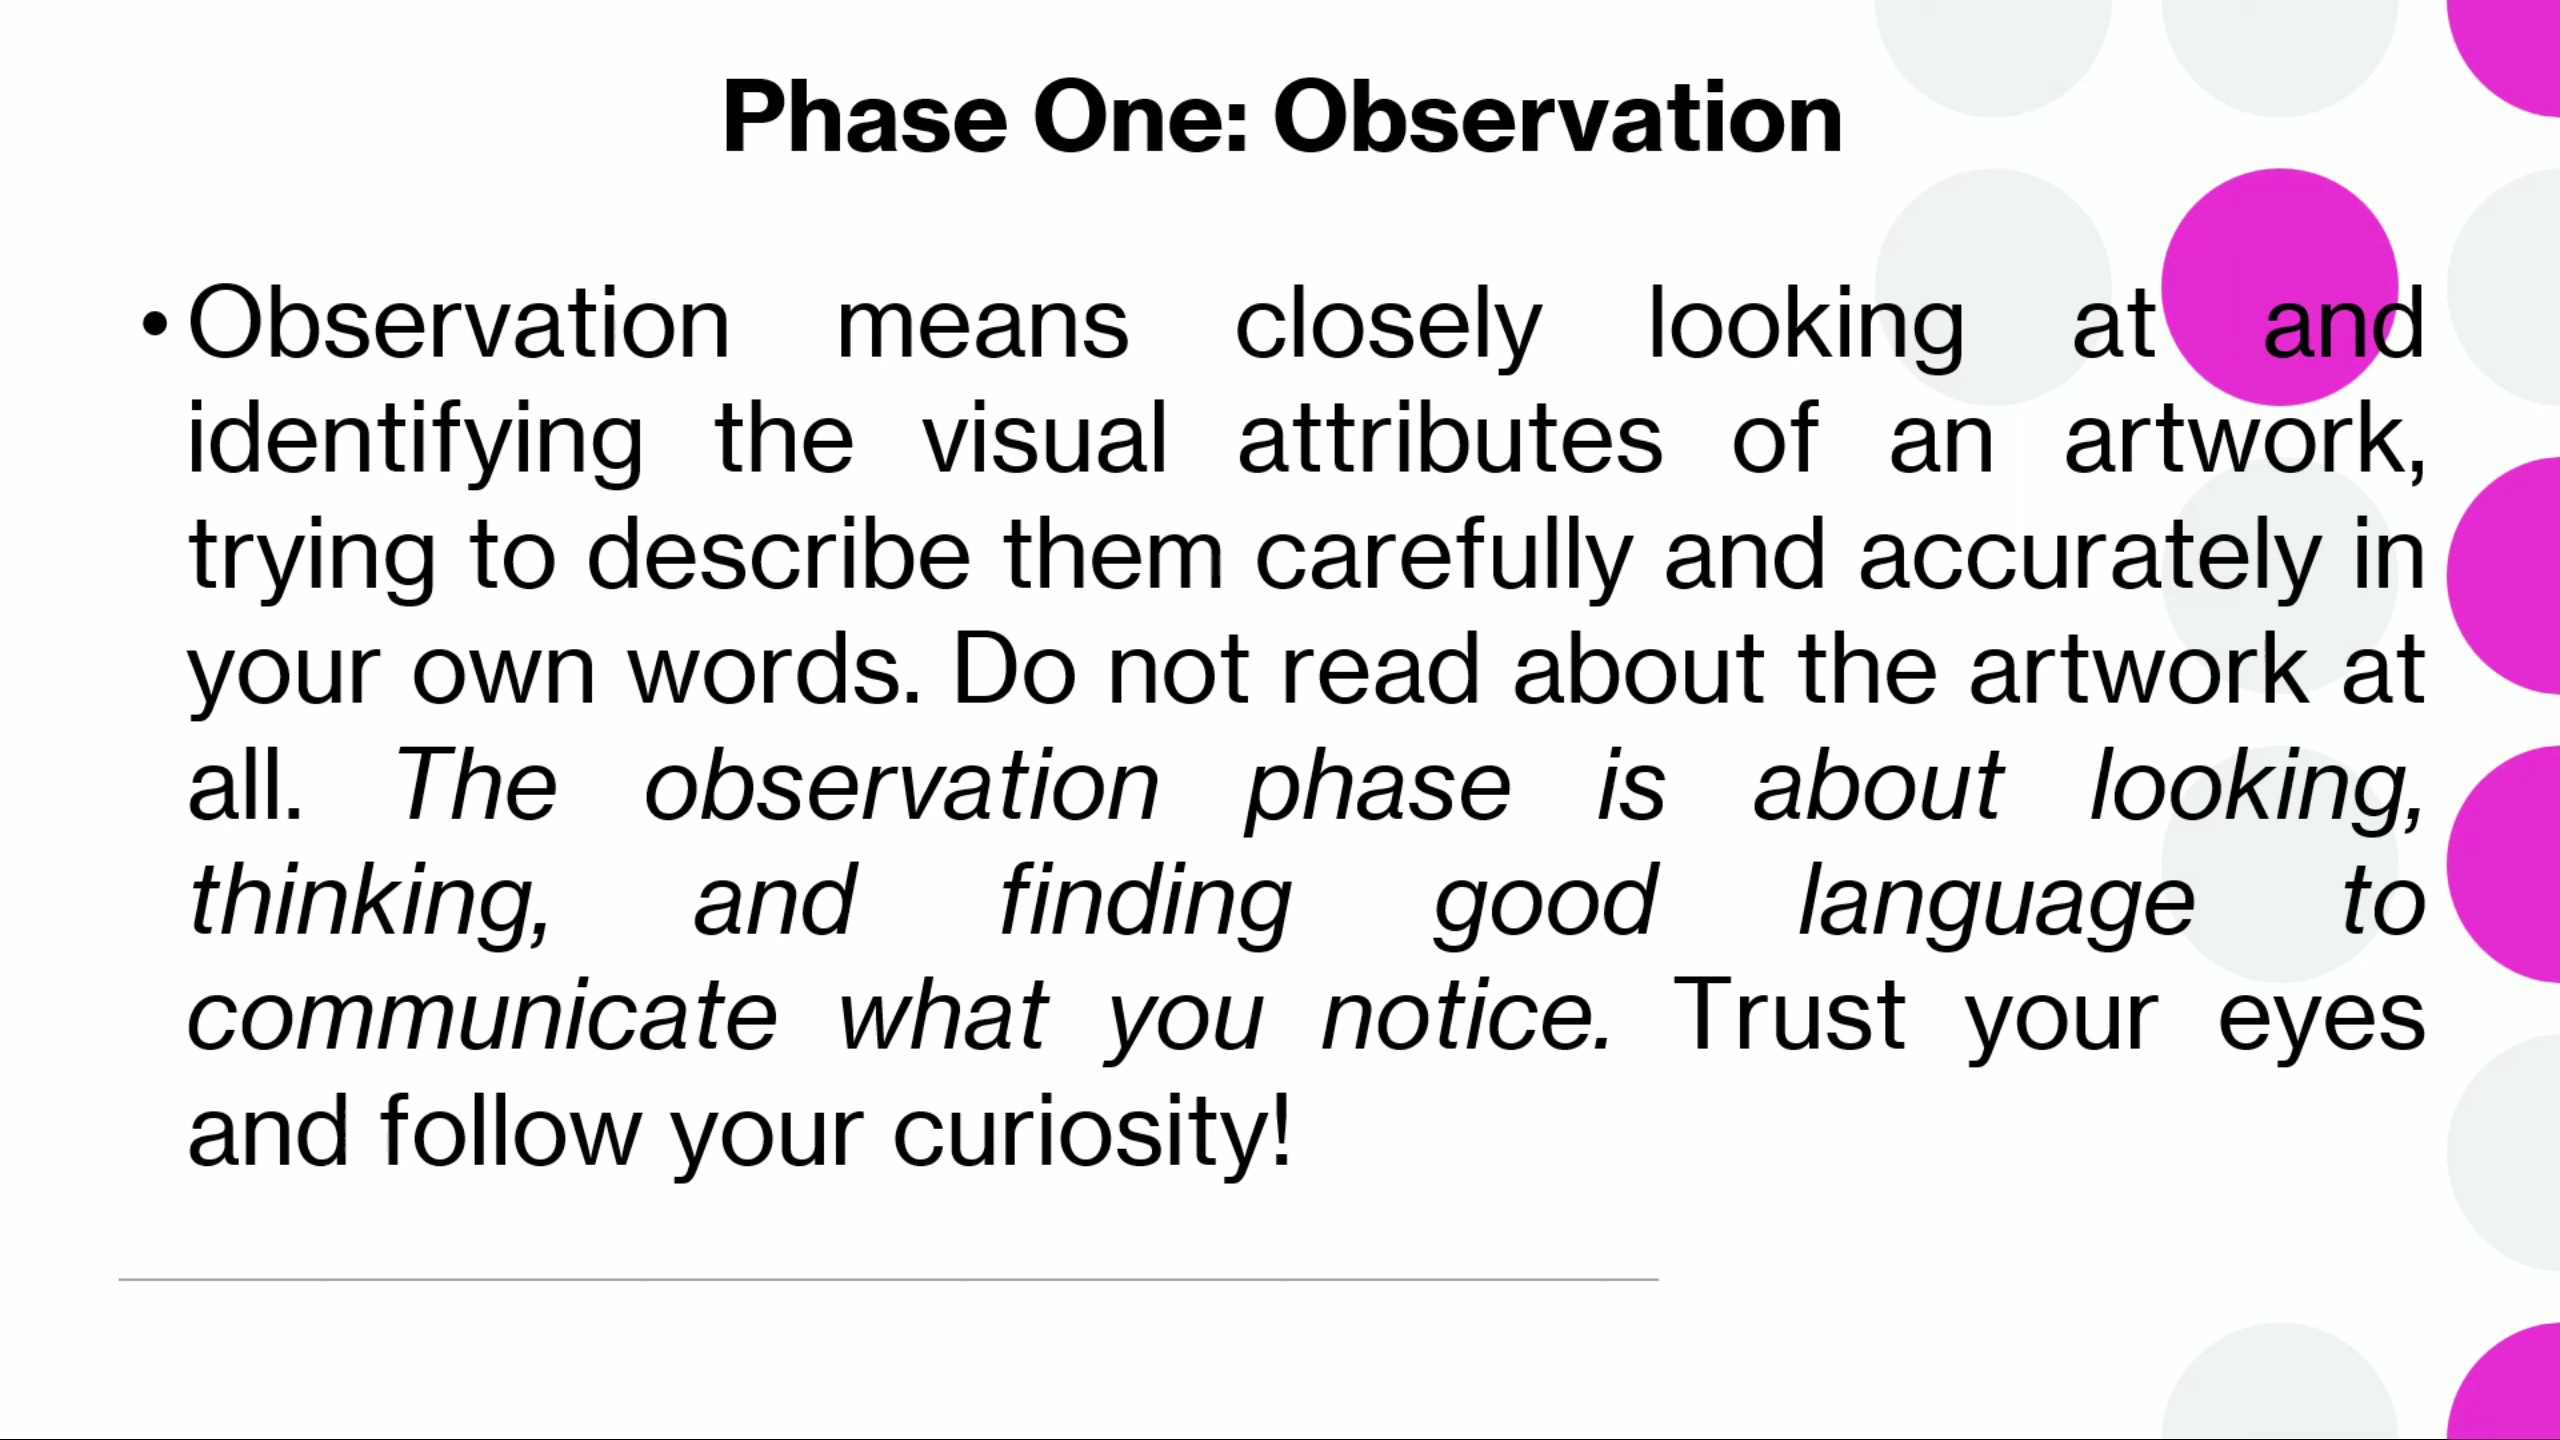 Phase One: Observation
• Observation means closely looking at and
identifying the visual attributes of an artwork,
trying to describe them carefully and accurately in
your own words. Do not read about the artwork at
all. The observation phase is about looking,
thinking, and finding good language to
communicate what you notice. Trust your eyes
and follow your curiosity!